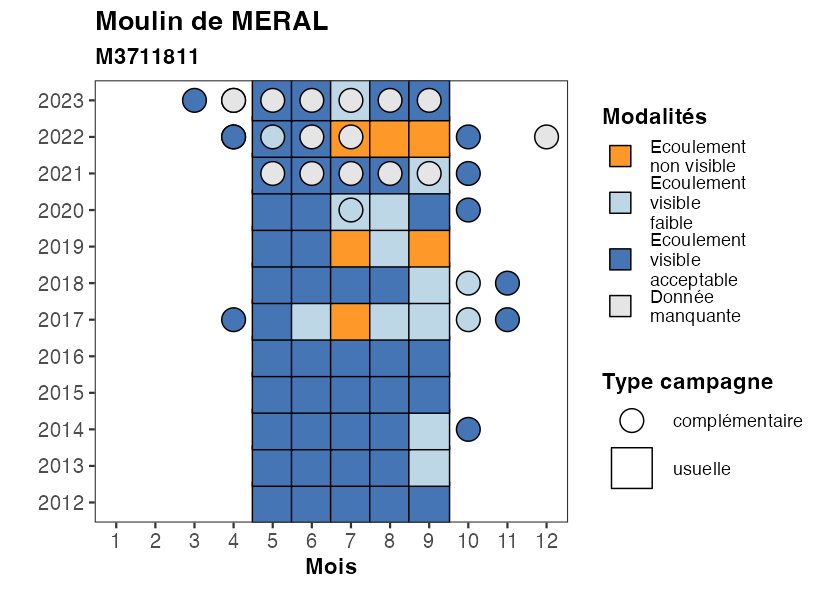 Moulin de MERAL
M3711811
2023
2022
2021
2020
2019
2018
2017
2016
2015
2014
2013
2012
1 2 3 4 5 6 7 8 9 10 11 12
Mois
Modalités
Ecoulement
non visible
Ecoulement
visible
faible
Ecoulement
visible
acceptable
Donnée
manquante
Type campagne
complémentaire
usuelle